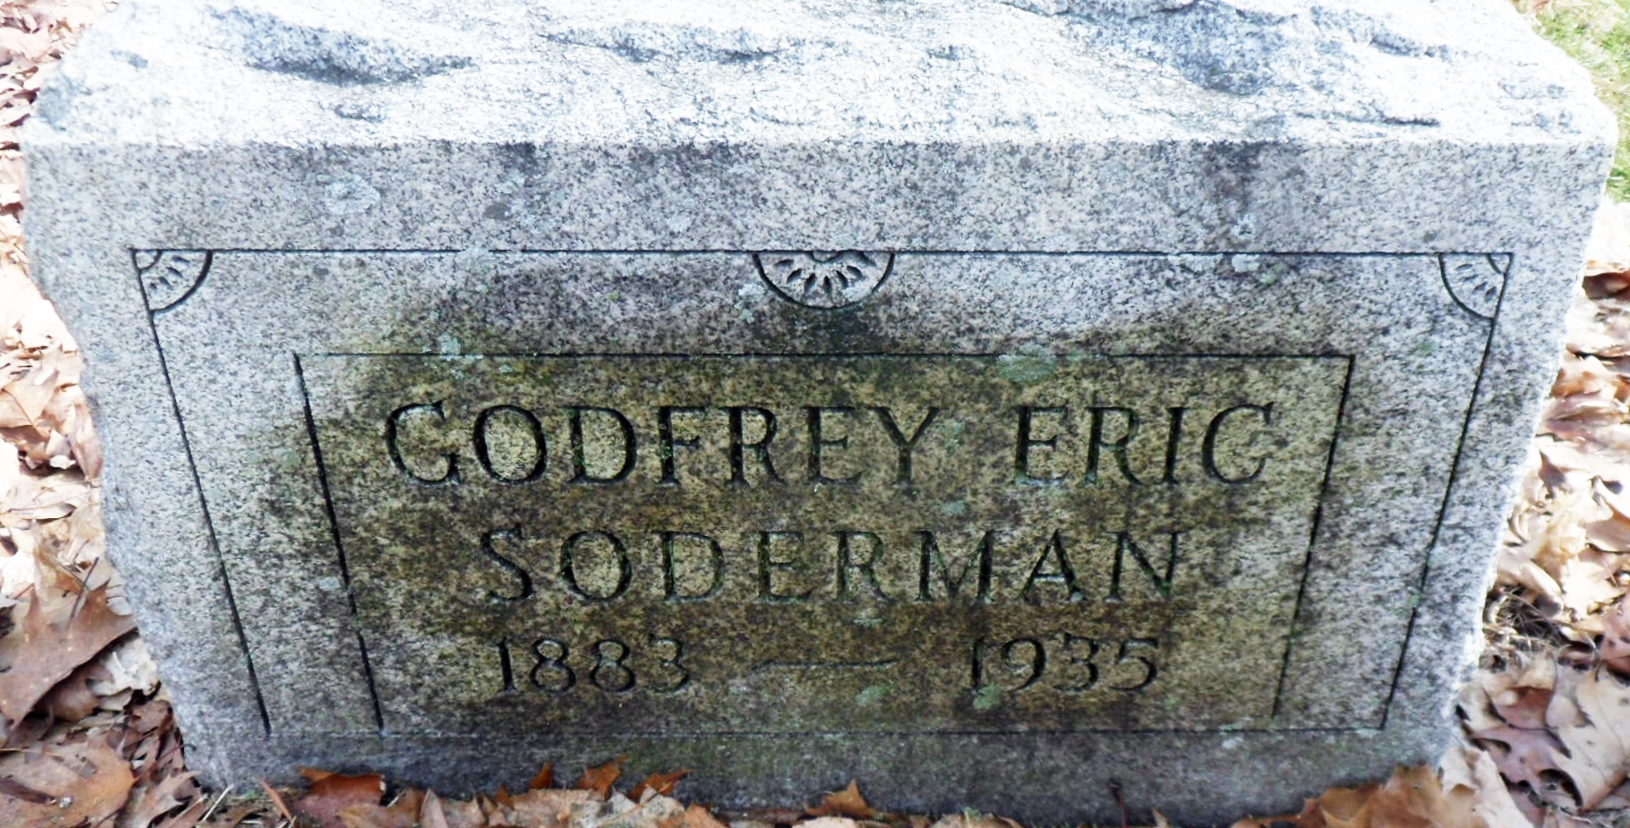 GODFREY ERIC
SODERMAN
1883 — 1935